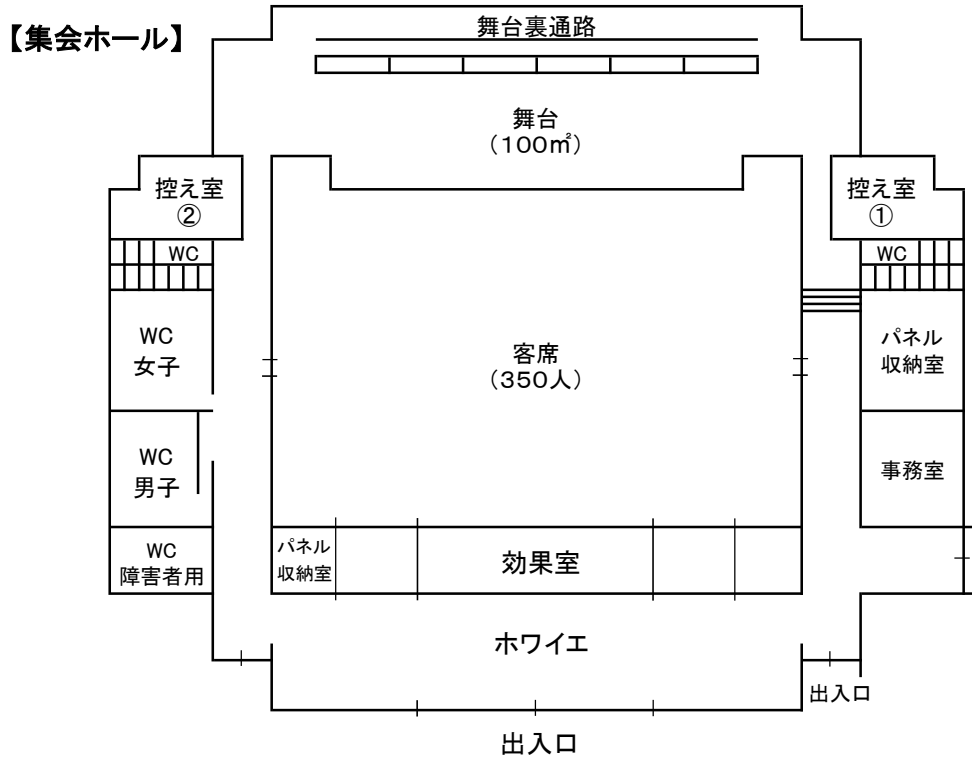 【集会ホール】
舞台裏通路
舞台
（100㎡）
控え室
②
控え室
①
WC
WC
WC
女子
客席
（350人）
パネル
収納室
WC
男子
事務室
WC
障害者用
パネル
収納室
効果室
ホワイエ
出入口
出入口